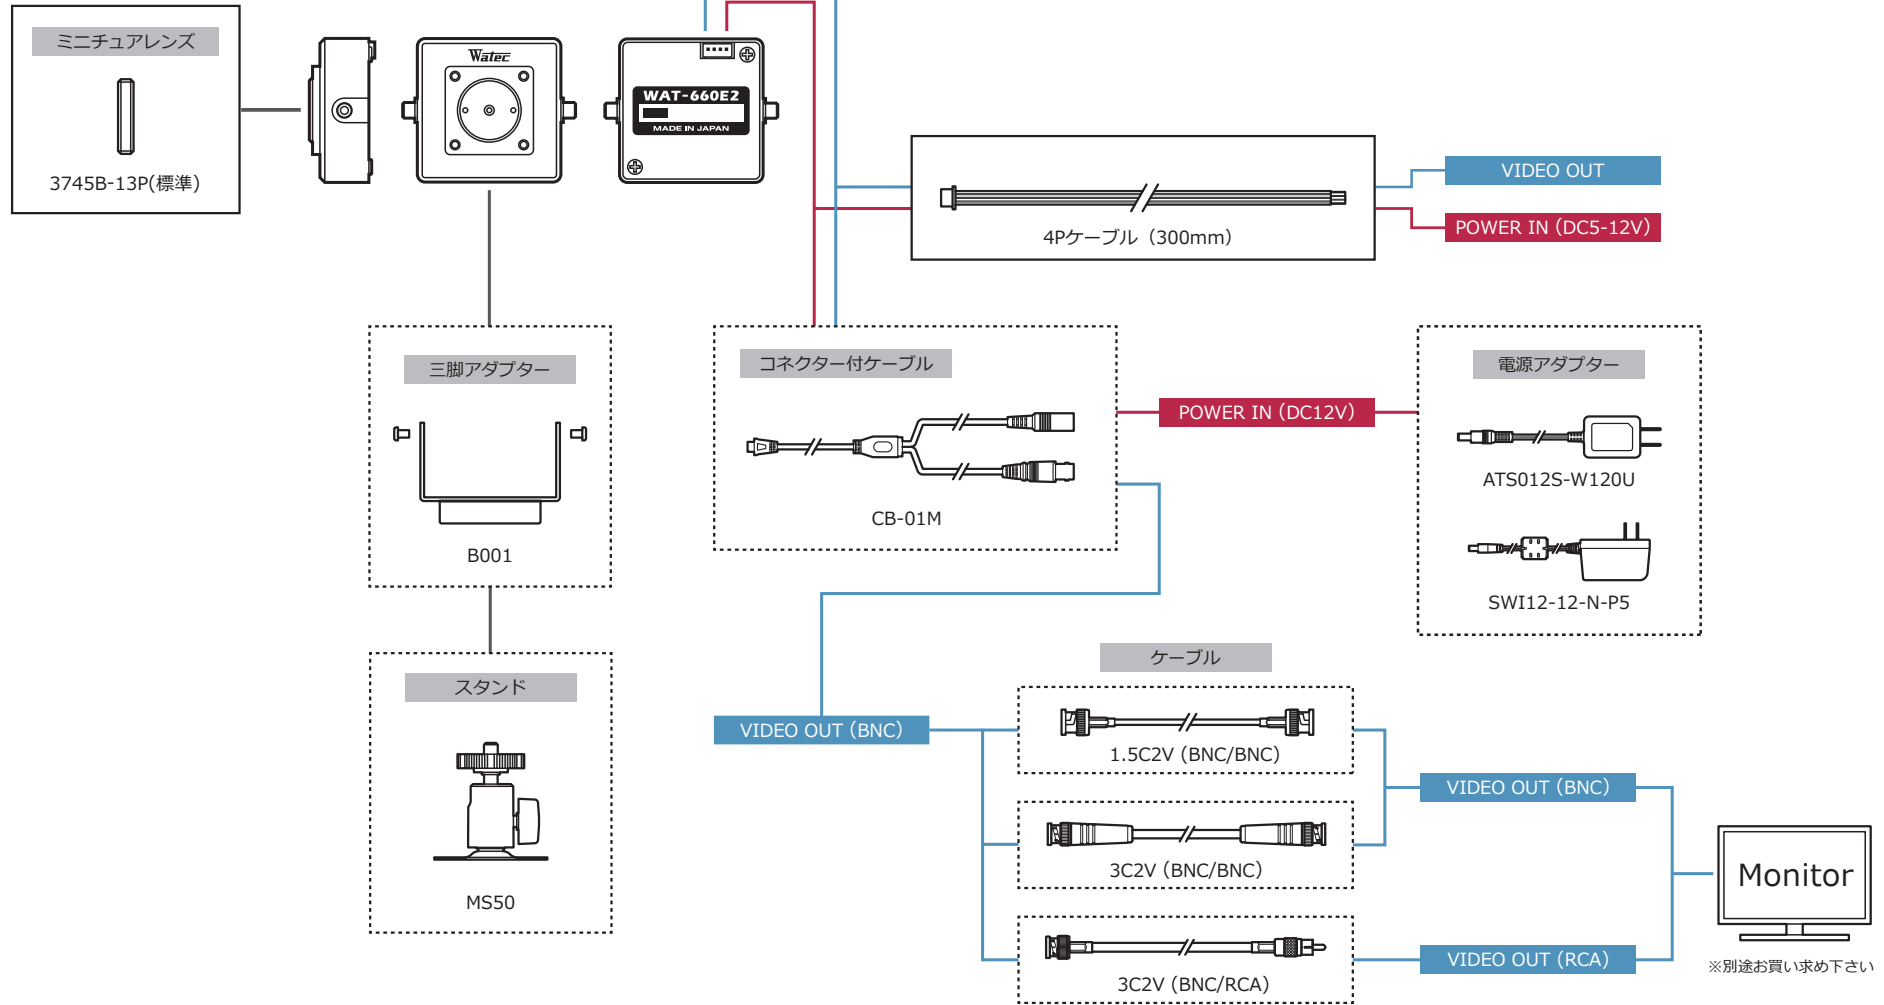 ミニチュアレンズ
3745B-13P(標準)
Watec
WAT-660E2
MADE IN JAPAN
4Pケーブル（300mm）
VIDEO OUT
POWER IN（DC5-12V）
三脚アダプター
B001
コネクター付ケーブル
CB-01M
POWER IN（DC12V）
電源アダプター
ATS012S-W120U
SWI12-12-N-P5
スタンド
MS50
ケーブル
VIDEO OUT（BNC）
1.5C2V（BNC/BNC）
3C2V（BNC/BNC）
3C2V（BNC/RCA）
VIDEO OUT（BNC）
VIDEO OUT（RCA）
Monitor
※別途お買い求め下さい